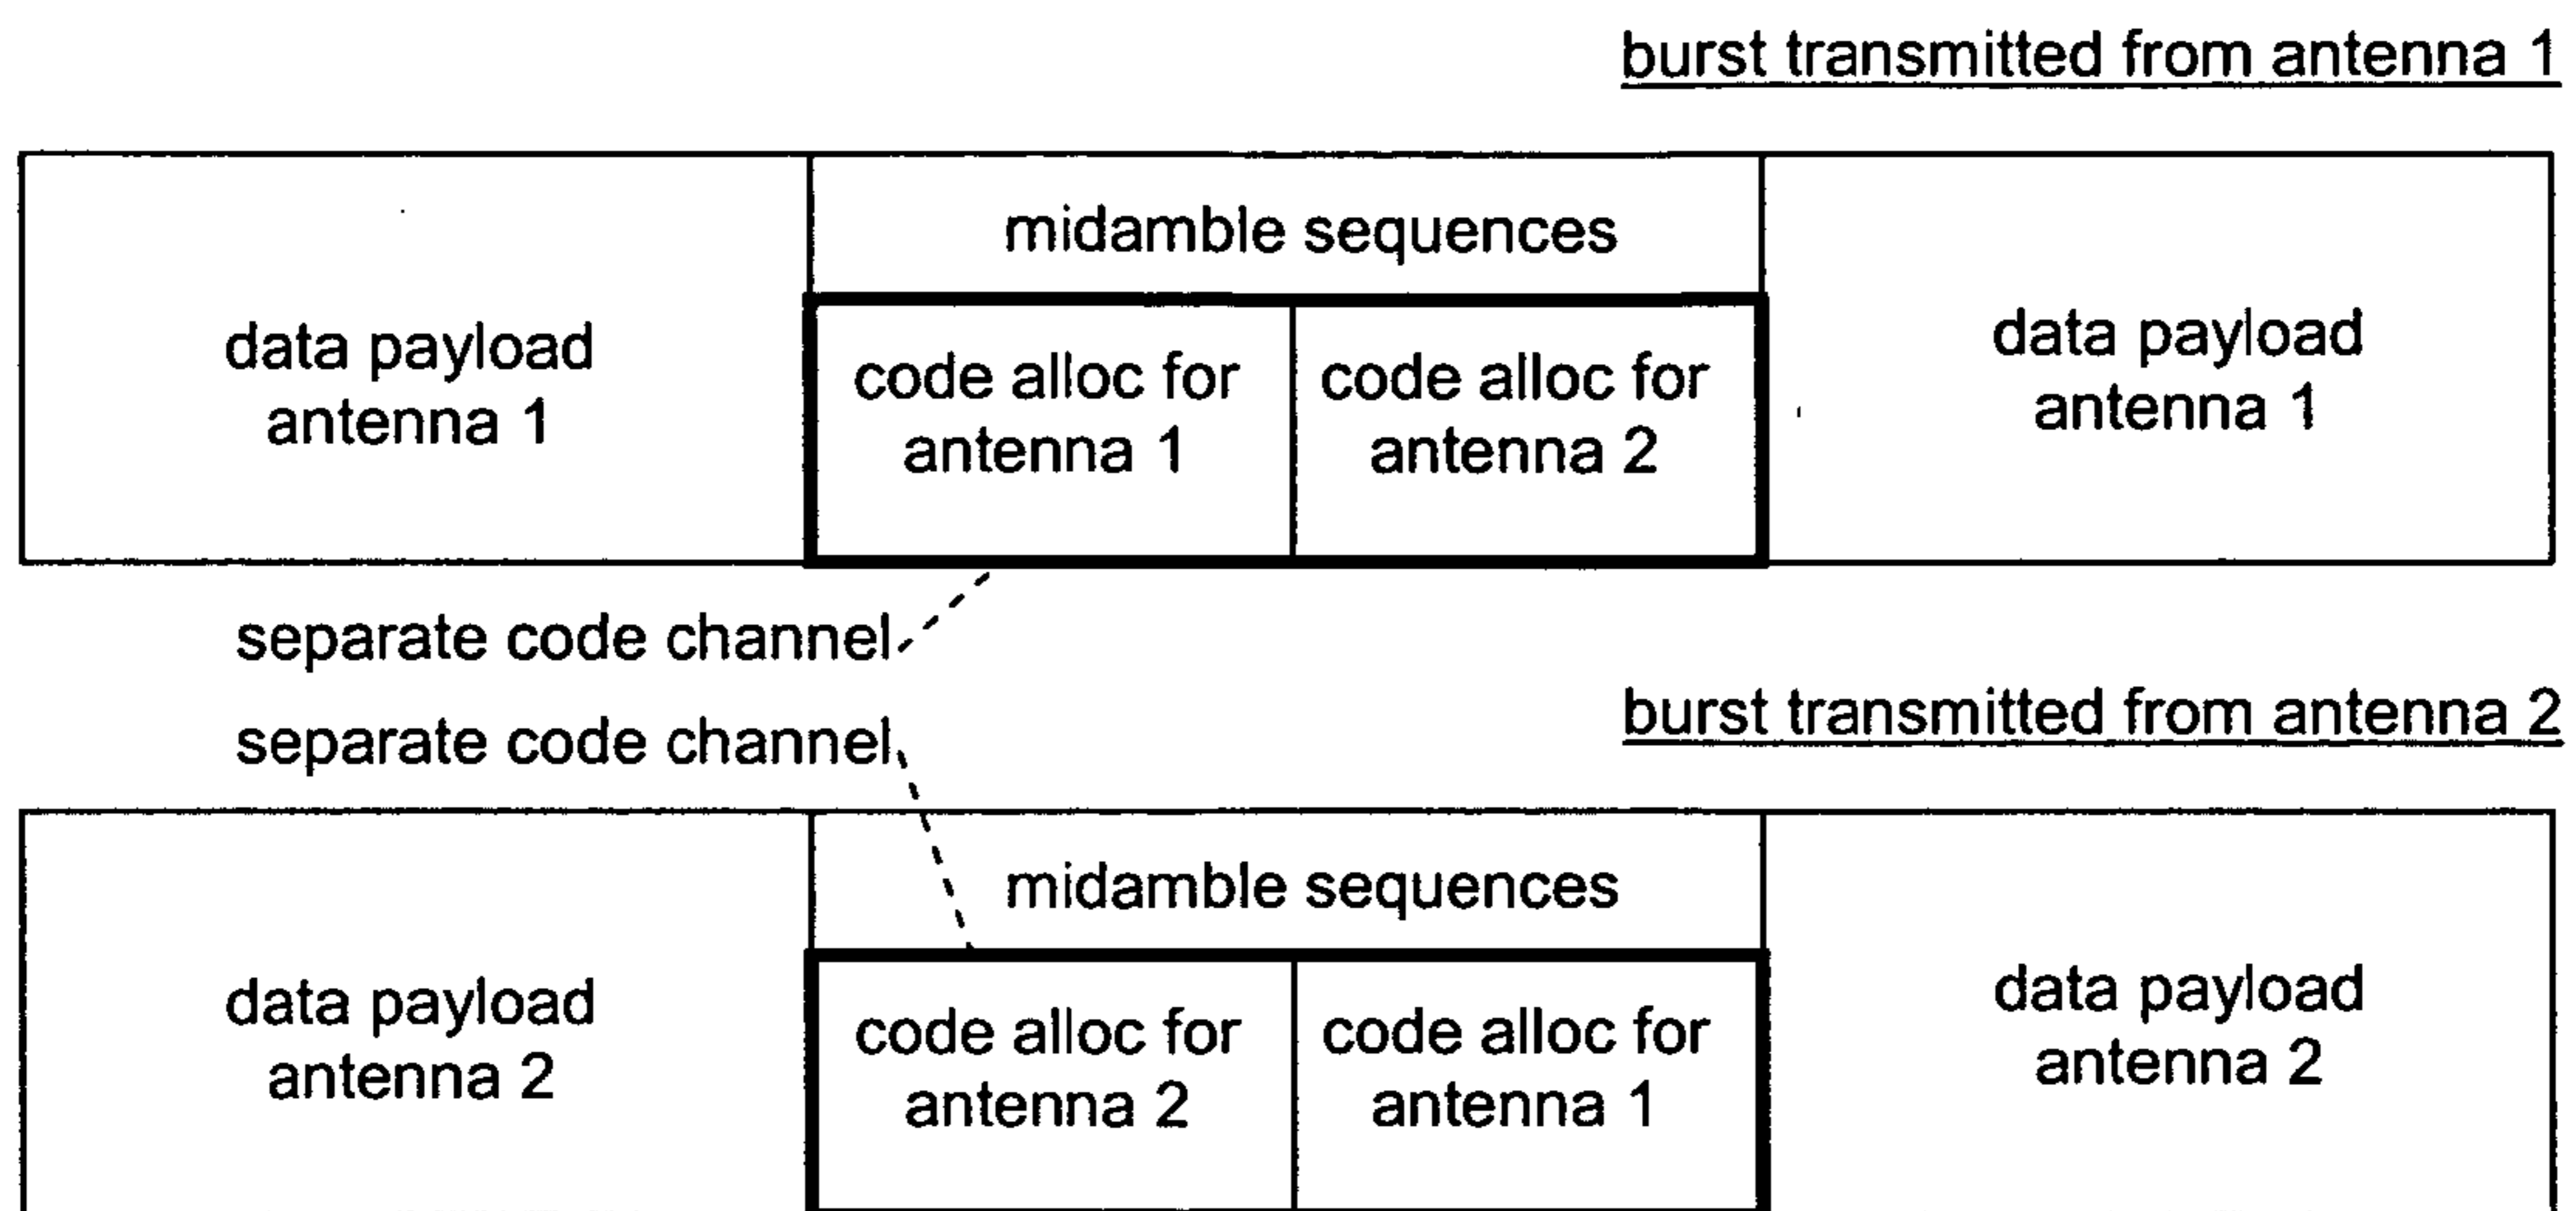 burst transmitted from antenna 1
midamble sequences
data payload
antenna 1
code alloc for
antenna 1
code alloc for
antenna 2
data payload
antenna 1
separate code channel
separate code channel
burst transmitted from antenna 2
midamble sequences
data payload
antenna 2
code alloc for
antenna 2
code alloc for
antenna 1
data payload
antenna 2